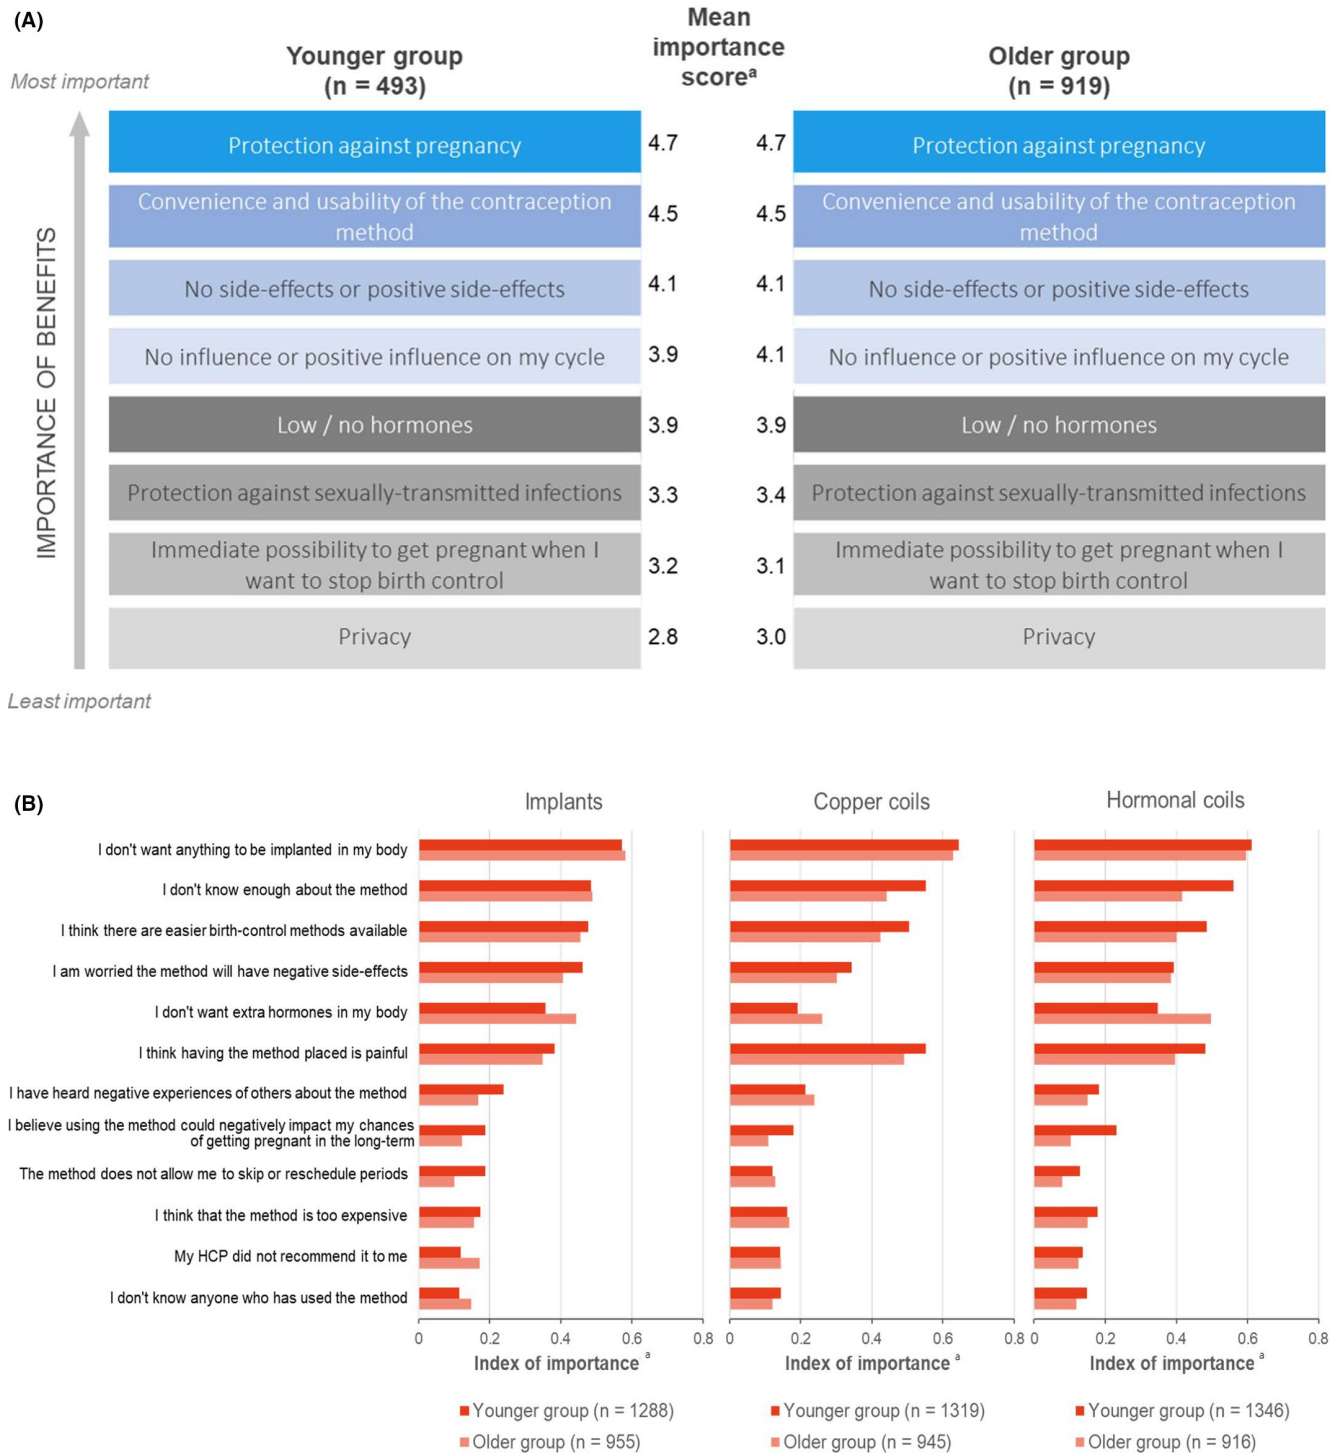 (A)
Most important
Younger group
(n = 493)
Mean
importance
scoreᵃ
Older group
(n = 919)
IMPORTANCE OF BENEFITS
Protection against pregnancy 4.7 4.7 Protection against pregnancy
Convenience and usability of the contraception
method
4.5 4.5
Convenience and usability of the contraception
method
No side-effects or positive side-effects 4.1 4.1 No side-effects or positive side-effects
No influence or positive influence on my cycle 3.9 4.1 No influence or positive influence on my cycle
Low / no hormones 3.9 3.9 Low / no hormones
Protection against sexually-transmitted infections 3.3 3.4 Protection against sexually-transmitted infections
Immediate possibility to get pregnant when I
want to stop birth control
3.2 3.1
Immediate possibility to get pregnant when I
want to stop birth control
Privacy 2.8 3.0 Privacy
Least important
(B)
Implants Copper coils Hormonal coils
I don't want anything to be implanted in my body
I don't know enough about the method
I think there are easier birth-control methods available
I am worried the method will have negative side-effects
I don't want extra hormones in my body
I think having the method placed is painful
I have heard negative experiences of others about the method
I believe using the method could negatively impact my chances
of getting pregnant in the long-term
The method does not allow me to skip or reschedule periods
I think that the method is too expensive
My HCP did not recommend it to me
I don't know anyone who has used the method
0 0.2 0.4 0.6 0.8 0 0.2 0.4 0.6 0.8 0 0.2 0.4 0.6 0.8
Index of importance ᵃ Index of importance ᵃ Index of importance ᵃ
Younger group (n = 1288) Younger group (n = 1319) Younger group (n = 1346)
Older group (n = 955) Older group (n = 945) Older group (n = 916)